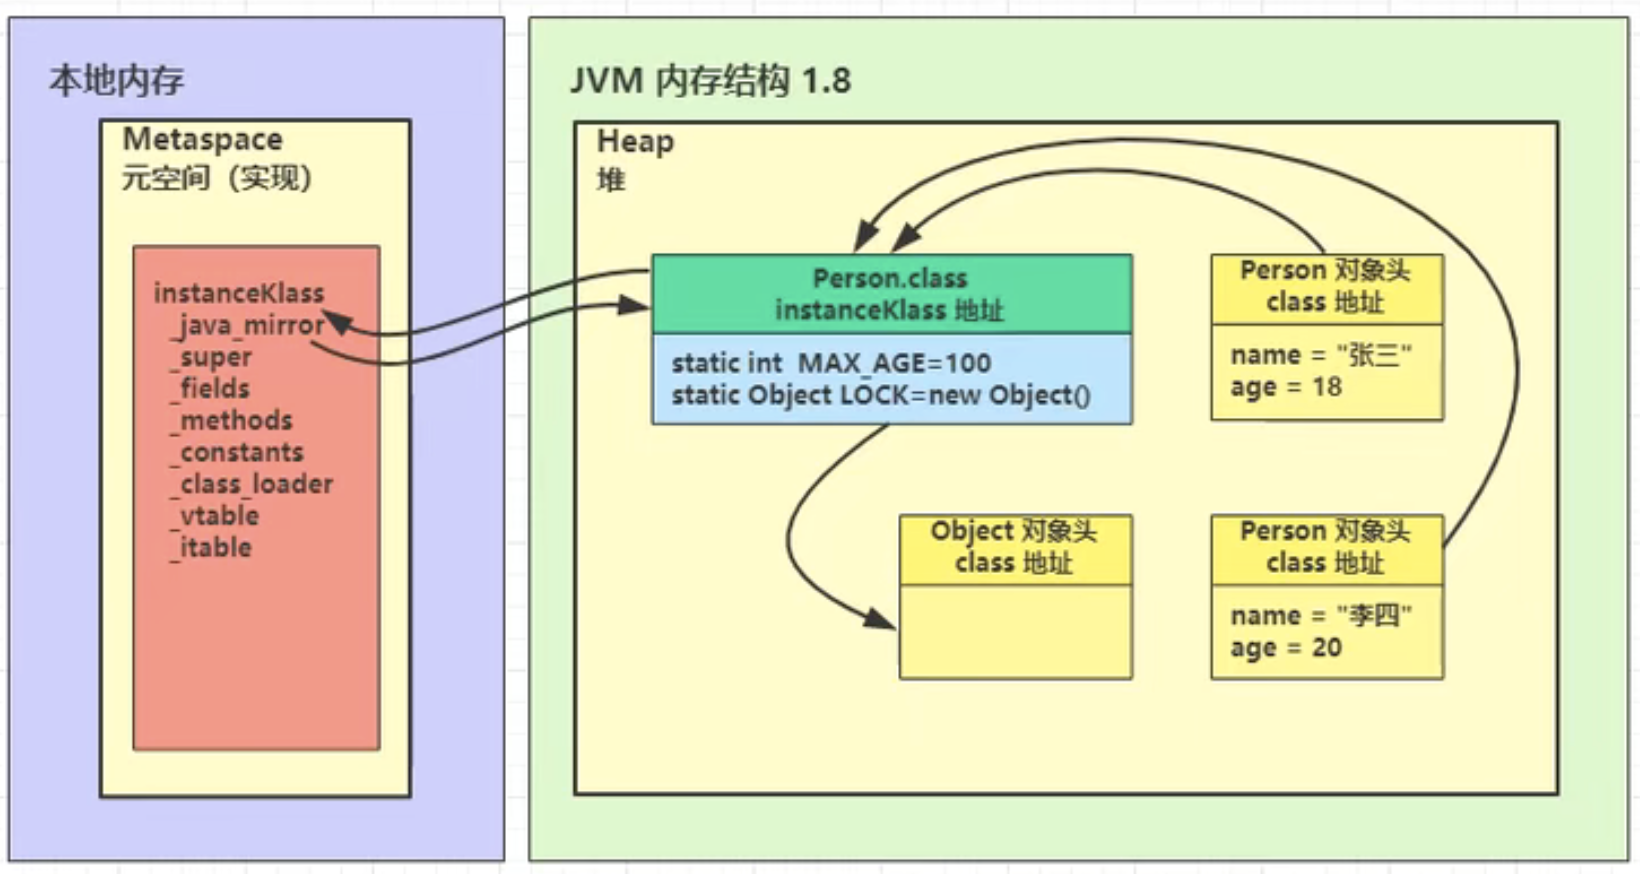 本地内存
Metaspace
元空间（实现）
instanceKlass
_java_mirror
_super
_fields
_methods
_constants
_class_loader
_vtable
_itable
JVM 内存结构 1.8
Heap
堆
Person.class
instanceKlass 地址
static int MAX_AGE=100
static Object LOCK=new Object()
Person 对象头
class 地址
name = "张三"
age = 18
Object 对象头
class 地址
Person 对象头
class 地址
name = "李四"
age = 20